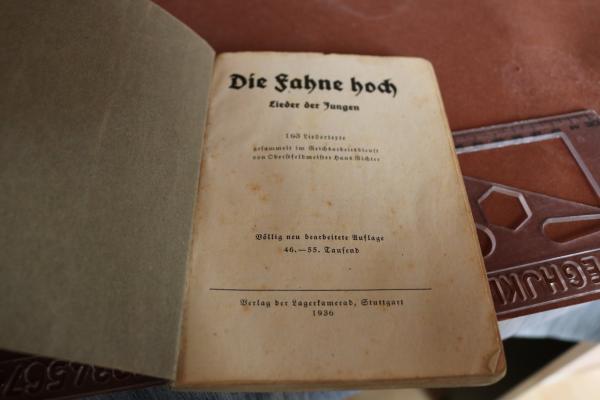 Die Fahne hoch
Lieder der Jungen
163 Liedertexte
gesammelt im Reichsarbeitsdienst
von Oberstfeldmeister Hans Richter
Völlig neu bearbeitete Auflage
46.—55. Tausend
Verlag der Lagerkamerad, Stuttgart
1936